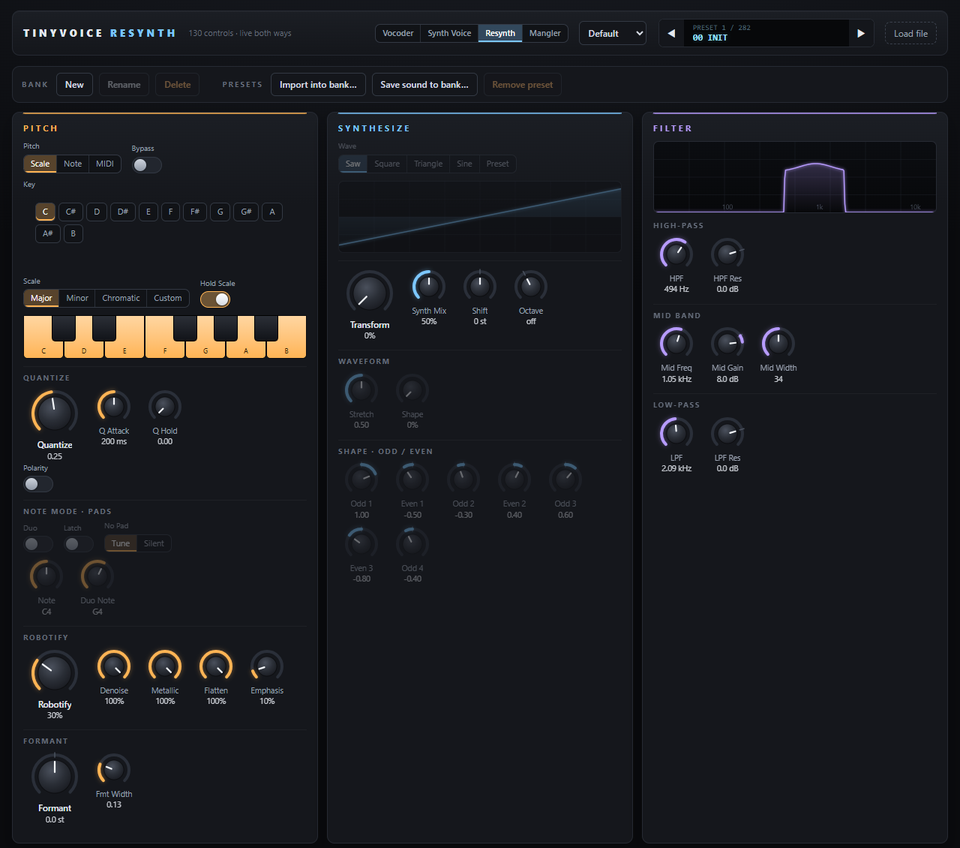 TINYVOICE RESYNTH 130 controls · live both ways Vocoder Synth Voice Resynth Mangler Default ◀ PRESET 1 / 282 ▶ Load file
00 INIT
BANK New Rename Delete PRESETS Import into bank... Save sound to bank... Remove preset
PITCH
Pitch Bypass
Scale Note MIDI
Key
C C# D D# E F F# G G# A
A# B
Scale Hold Scale
Major Minor Chromatic Custom
C D E F G A B
QUANTIZE
Quantize Q Attack Q Hold
0.25 200 ms 0.00
Polarity
NOTE MODE · PADS
Duo Latch No Pad
Tune Silent
Note Duo Note
C4 G4
ROBOTIFY
Robotify Denoise Metallic Flatten Emphasis
30% 100% 100% 100% 10%
FORMANT
Formant Fmt Width
0.0 st 0.13
SYNTHESIZE
Wave
Saw Square Triangle Sine Preset
Transform Synth Mix Shift Octave
0% 50% 0 st off
WAVEFORM
Stretch Shape
0.50 0%
SHAPE · ODD / EVEN
Odd 1 Even 1 Odd 2 Even 2 Odd 3
1.00 -0.50 -0.30 0.40 0.60
Even 3 Odd 4
-0.80 -0.40
FILTER
100 1k 10k
HIGH-PASS
HPF HPF Res
494 Hz 0.0 dB
MID BAND
Mid Freq Mid Gain Mid Width
1.05 kHz 8.0 dB 34
LOW-PASS
LPF LPF Res
2.09 kHz 0.0 dB